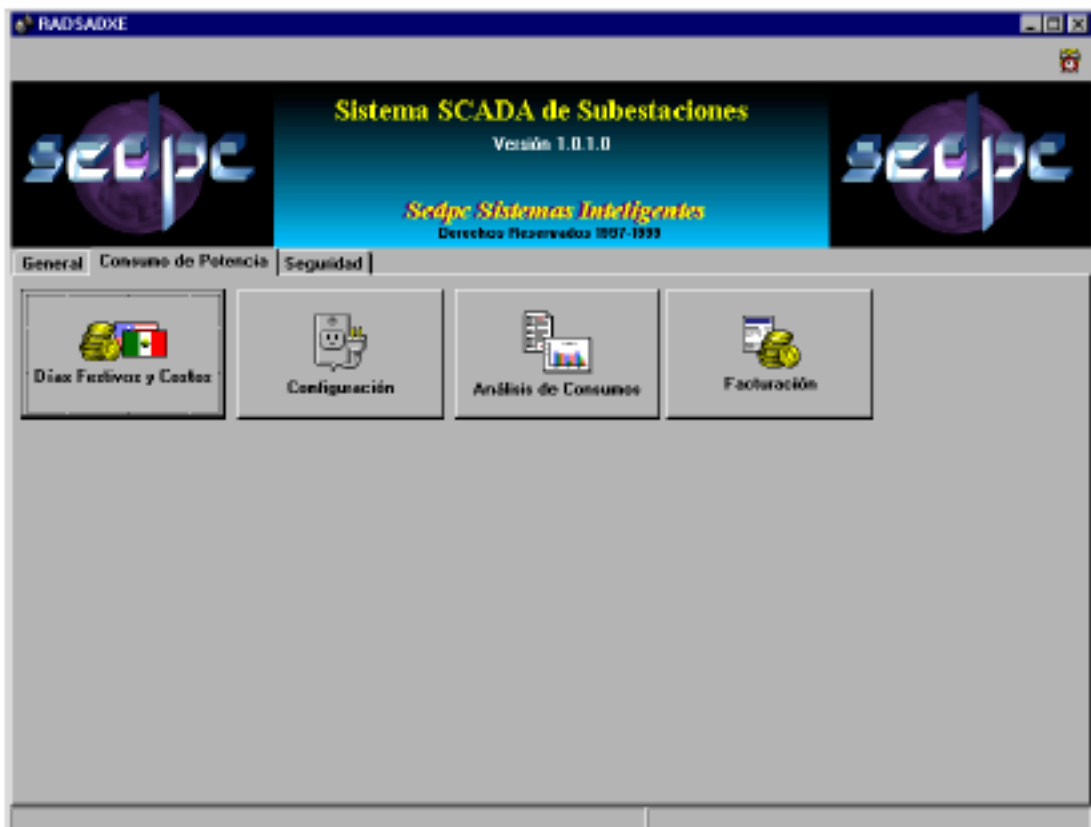 RADSADXE
sedpc
Sistema SCADA de Subestaciones
Versión 1.0.1.0
Sedpc Sistemas Inteligentes
Derechos Reservados 1997-1999
sedpc
General
Consumo de Potencia
Seguridad
Días Festivos y Costos
Configuración
Análisis de Consumos
Facturación